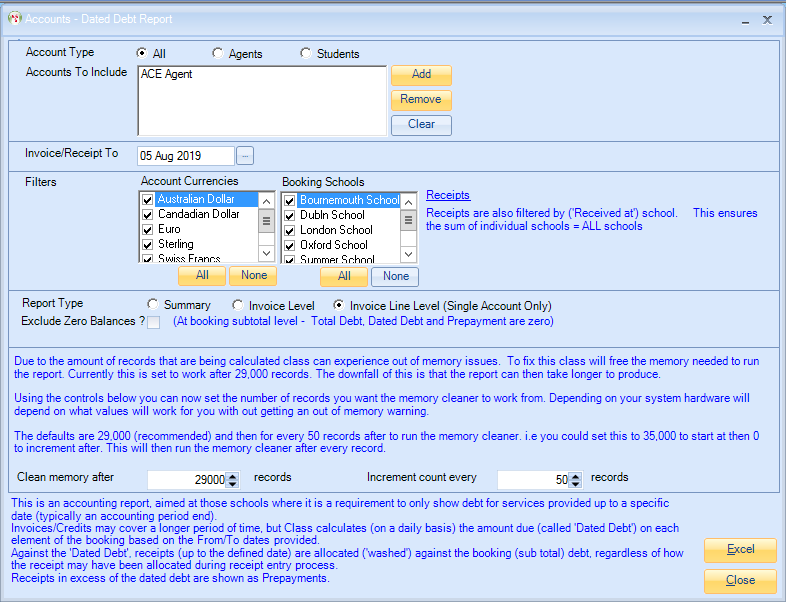 Accounts - Dated Debt Report
Account Type All Agents Students
Accounts To Include ACE Agent Add
Remove
Clear
Invoice/Receipt To 05 Aug 2019 ...
Filters Account Currencies Booking Schools
Australian Dollar Bournemouth School Receipts
Candadian Dollar Dubln School Receipts are also filtered by ('Received at') school. This ensures
Euro London School the sum of individual schools = ALL schools
Sterling Oxford School
Swiss Francs Summer School
All None All None
Report Type Summary Invoice Level Invoice Line Level (Single Account Only)
Exclude Zero Balances ? (At booking subtotal level - Total Debt, Dated Debt and Prepayment are zero)
Due to the amount of records that are being calculated class can experience out of memory issues. To fix this class will free the memory needed to run
the report. Currently this is set to work after 29,000 records. The downfall of this is that the report can then take longer to produce.
Using the controls below you can now set the number of records you want the memory cleaner to work from. Depending on your system hardware will
depend on what values will work for you with out getting an out of memory warning.
The defaults are 29,000 (recommended) and then for every 50 records after to run the memory cleaner. i.e you could set this to 35,000 to start at then 0
to increment after. This will then run the memory cleaner after every record.
Clean memory after 29000 records Increment count every 50 records
This is an accounting report, aimed at those schools where it is a requirement to only show debt for services provided up to a specific
date (typically an accounting period end).
Invoices/Credits may cover a longer period of time, but Class calculates (on a daily basis) the amount due (called 'Dated Debt') on each
element of the booking based on the From/To dates provided.
Against the 'Dated Debt', receipts (up to the defined date) are allocated ('washed') against the booking (sub total) debt, regardless of how
the receipt may have been allocated during receipt entry process.
Receipts in excess of the dated debt are shown as Prepayments.
Excel
Close